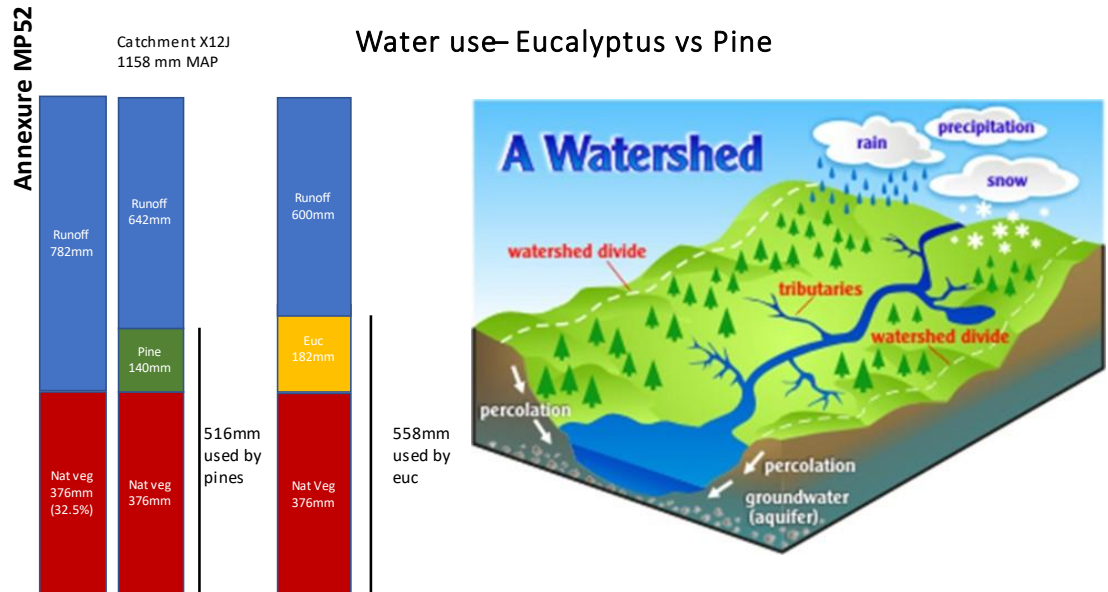 Annexure MP52
Catchment X12J
1158 mm MAP
Water use– Eucalyptus vs Pine
Runoff
782mm
Nat veg
376mm
(32.5%)
Runoff
642mm
Pine
140mm
Nat veg
376mm
516mm
used by
pines
Runoff
600mm
Euc
182mm
Nat Veg
376mm
558mm
used by
euc
A Watershed
rain
precipitation
snow
watershed divide
tributaries
watershed divide
percolation
percolation
groundwater
(aquifer)